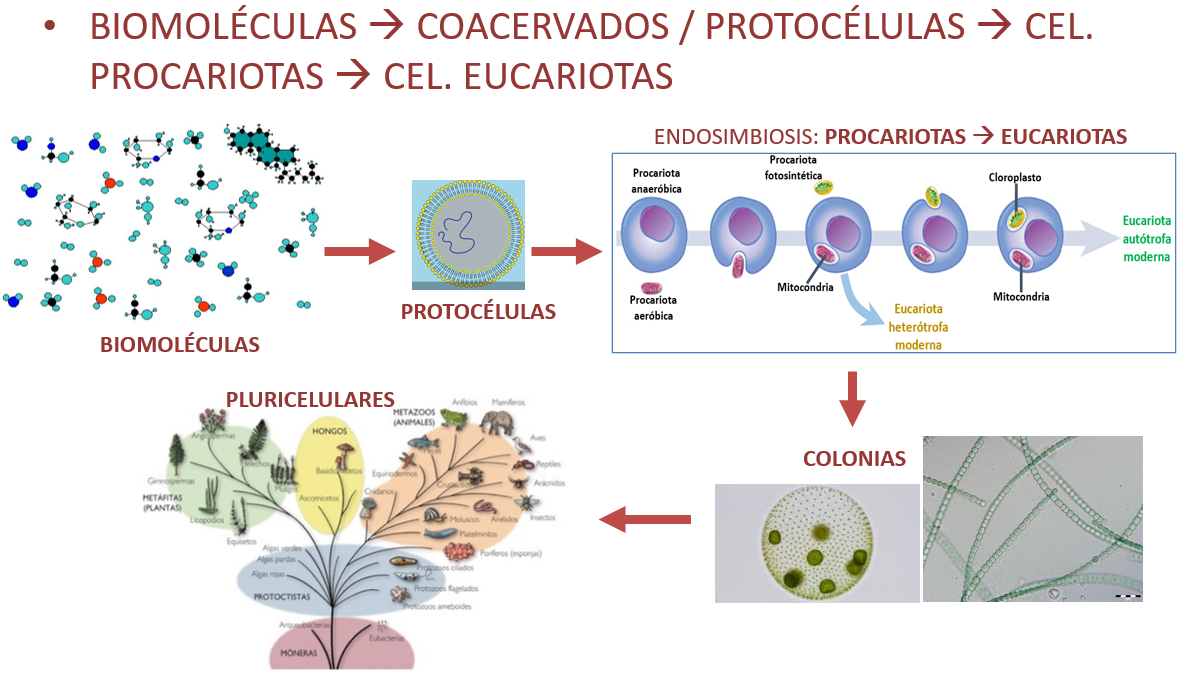 • BIOMOLÉCULAS → COACERVADOS / PROTOCÉLULAS → CEL.
PROCARIOTAS → CEL. EUCARIOTAS
BIOMOLÉCULAS
PROTOCÉLULAS
ENDOSIMBIOSIS: PROCARIOTAS → EUCARIOTAS
Procariota
anaeróbica
Procariota
fotosintética
Cloroplasto
Procariota
aeróbica
Mitocondria
Mitocondria
Eucariota
autótrofa
moderna
Eucariota
heterótrofa
moderna
COLONIAS
PLURICELULARES
Angiospermas
Helechos
Gimnospermas
Musgos
METÁFITAS
(PLANTAS)
Licopodios
Equisetos
HONGOS
Basidiomicetos
Ascomicetos
METAZOOS
(ANIMALES)
Anfibios
Mamíferos
Aves
Peces
Reptiles
Equinodermos
Crustáceos
Arácnidos
Cnidarios
Insectos
Moluscos
Anélidos
Platelmintos
Poríferos (esponjas)
Algas verdes
Algas pardas
Algas rojas
PROTOCTISTAS
Protozoos ciliados
Protozoos flagelados
Protozoos ameboides
Arqueobacterias
Eubacterias
MÓNERAS